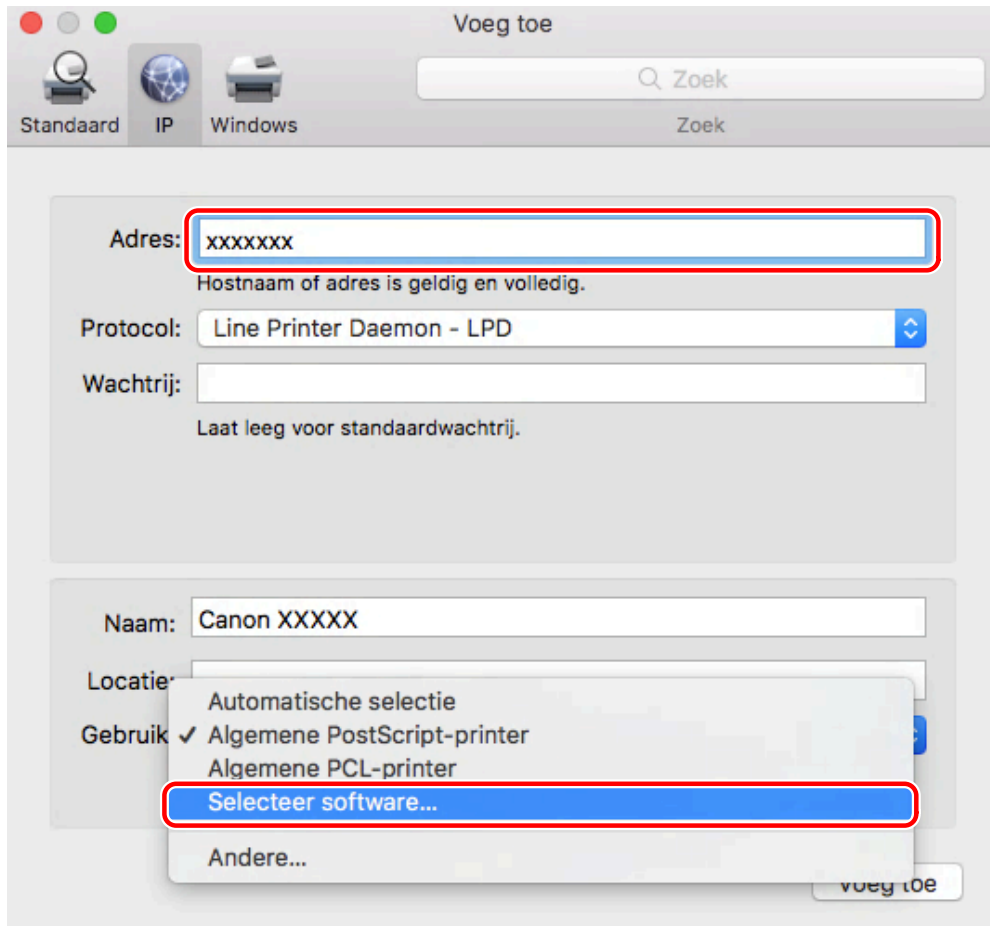 Voeg toe
Zoek
Standaard IP Windows Zoek
Adres: xxxxxxx
Hostnaam of adres is geldig en volledig.
Protocol: Line Printer Daemon - LPD
Wachtrij:
Laat leeg voor standaardwachtrij.
Naam: Canon XXXXX
Locatie:
Automatische selectie
Gebruik ✓ Algemene PostScript-printer
Algemene PCL-printer
Selecteer software...
Andere...
Voeg toe